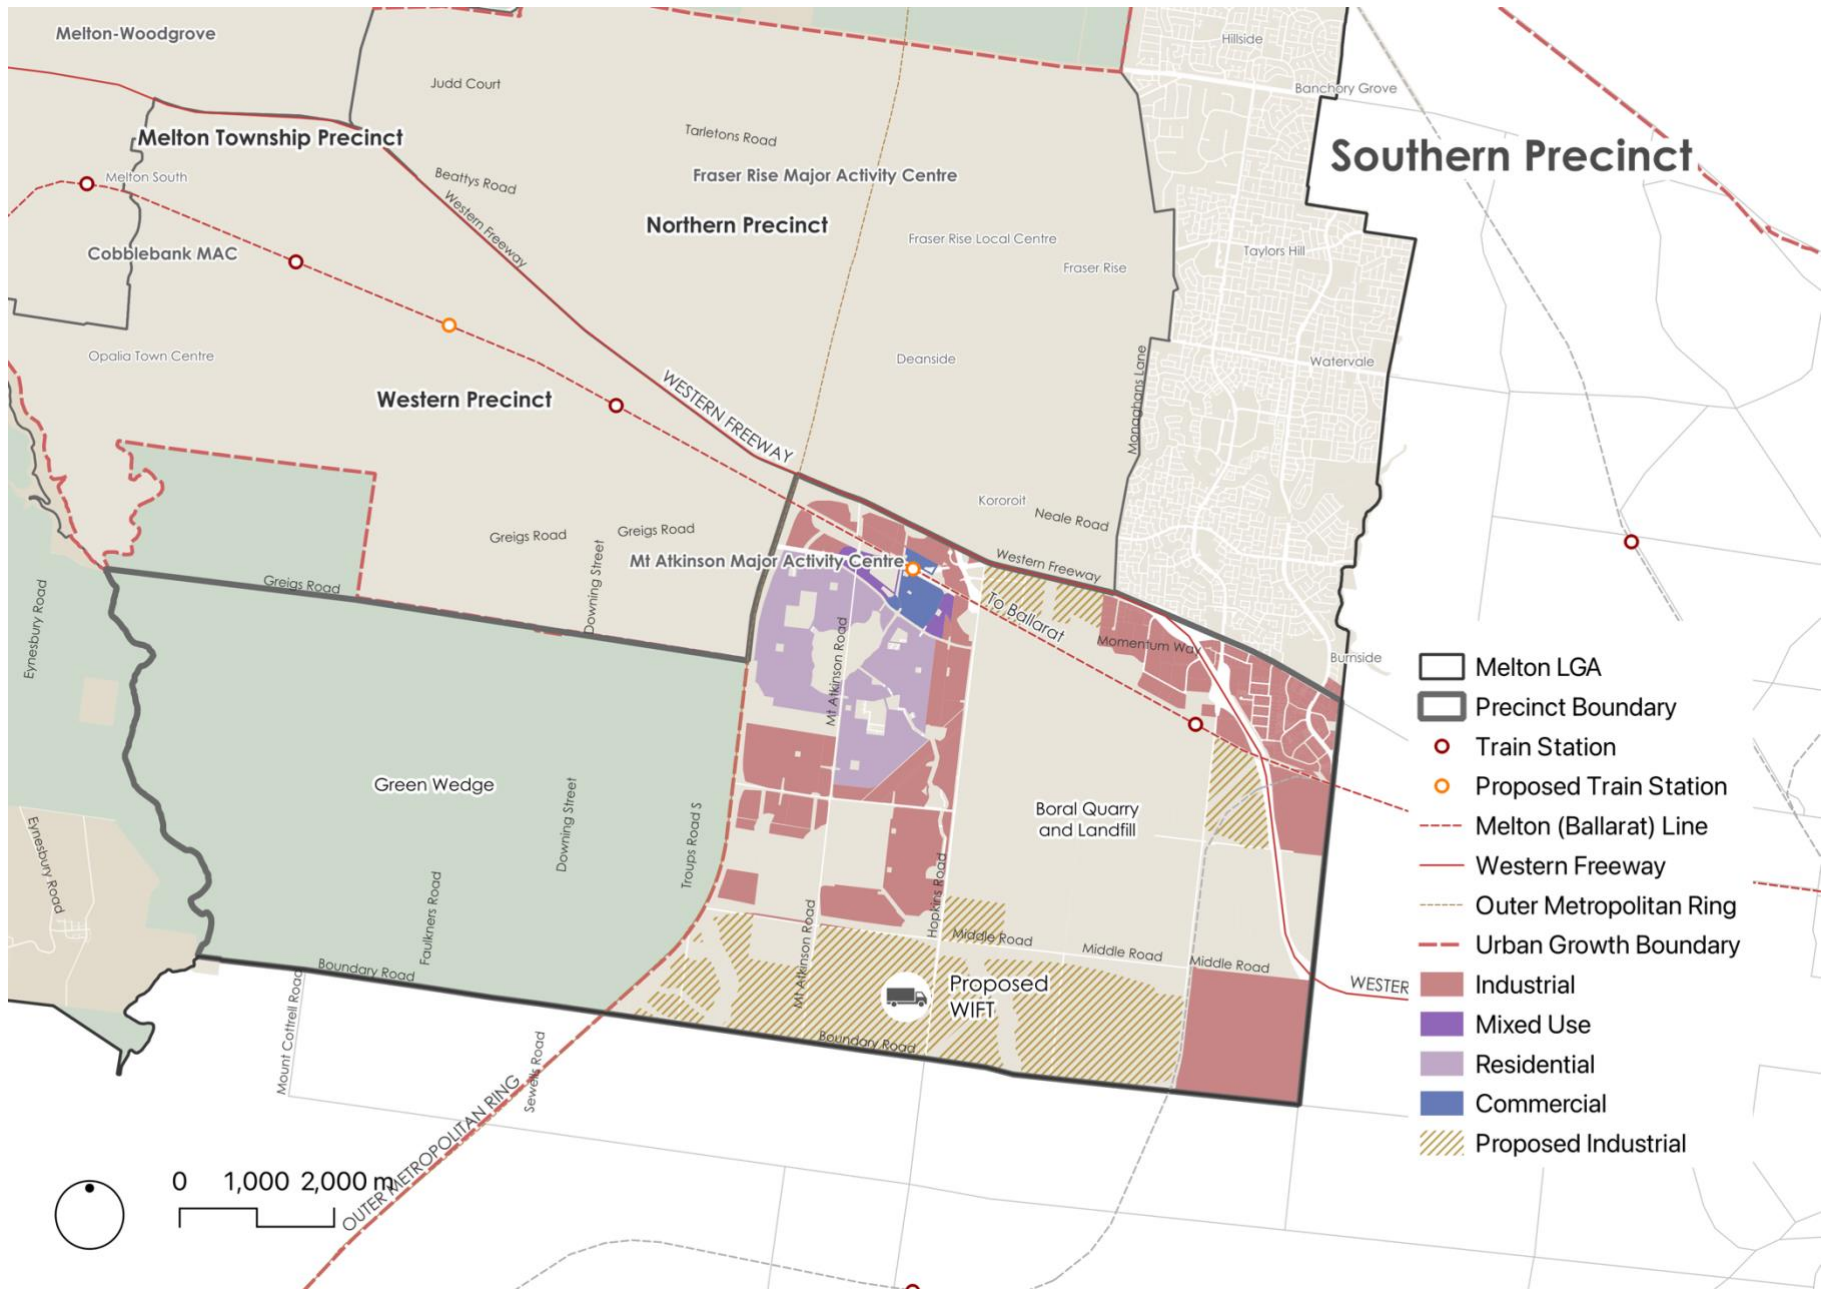 Melton-Woodgrove
Hillside
Judd Court
Banchory Grove
Tarletons Road
Melton Township Precinct
Southern Precinct
Melton South
Beattys Road
Fraser Rise Major Activity Centre
Western Freeway
Northern Precinct
Fraser Rise Local Centre
Cobblebank MAC
Taylors Hill
Fraser Rise
Opalia Town Centre
Deanside
Watervale
Monaghans Lane
Western Precinct
WESTERN FREEWAY
Kororoit
Neale Road
Greigs Road
Greigs Road
Mt Atkinson Major Activity Centre
Western Freeway
Greigs Road
Downing Street
Eynesbury Road
To Ballarat
Momentum Way
Burnside
Mt Atkinson Road
Green Wedge
Downing Street
Troups Road S
Boral Quarry
and Landfill
Eynesbury Road
Faulkners Road
Hopkins Road
Mt Atkinson Road
Middle Road
Middle Road
Middle Road
Boundary Road
Mount Cottrell Road
Proposed
WIFT
WESTER
Boundary Road
Sewells Road
OUTER METROPOLITAN RING
Melton LGA
Precinct Boundary
Train Station
Proposed Train Station
Melton (Ballarat) Line
Western Freeway
Outer Metropolitan Ring
Urban Growth Boundary
Industrial
Mixed Use
Residential
Commercial
Proposed Industrial
0 1,000 2,000 m